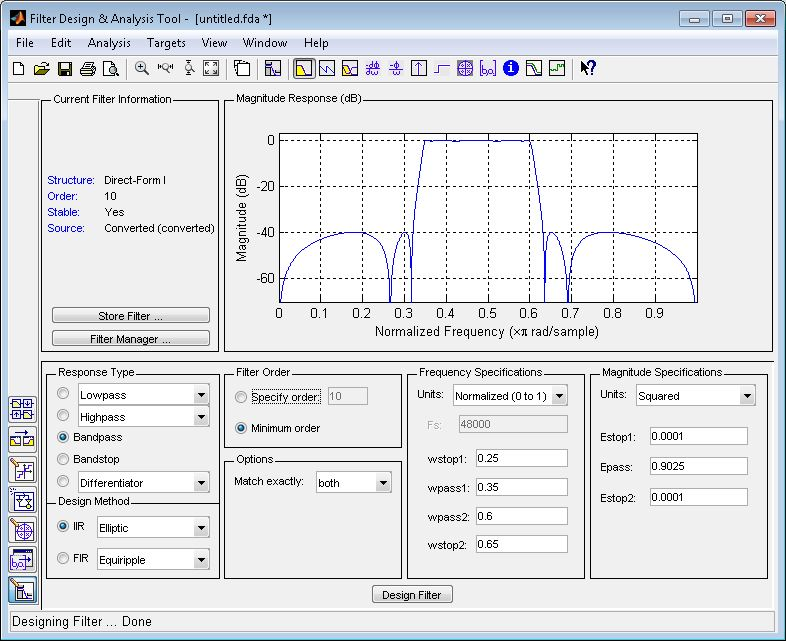 Filter Design & Analysis Tool - [untitled.fda *]
File Edit Analysis Targets View Window Help
Current Filter Information
Structure: Direct-Form I
Order: 10
Stable: Yes
Source: Converted (converted)
Store Filter ...
Filter Manager ...
Magnitude Response (dB)
0
-20
-40
-60
Magnitude (dB)
0 0.1 0.2 0.3 0.4 0.5 0.6 0.7 0.8 0.9
Normalized Frequency (×π rad/sample)
Response Type
Lowpass
Highpass
Bandpass
Bandstop
Differentiator
Design Method
IIR Elliptic
FIR Equiripple
Filter Order
Specify order: 10
Minimum order
Options
Match exactly: both
Frequency Specifications
Units: Normalized (0 to 1)
Fs: 48000
wstop1: 0.25
wpass1: 0.35
wpass2: 0.6
wstop2: 0.65
Magnitude Specifications
Units: Squared
Estop1: 0.0001
Epass: 0.9025
Estop2: 0.0001
Design Filter
Designing Filter ... Done